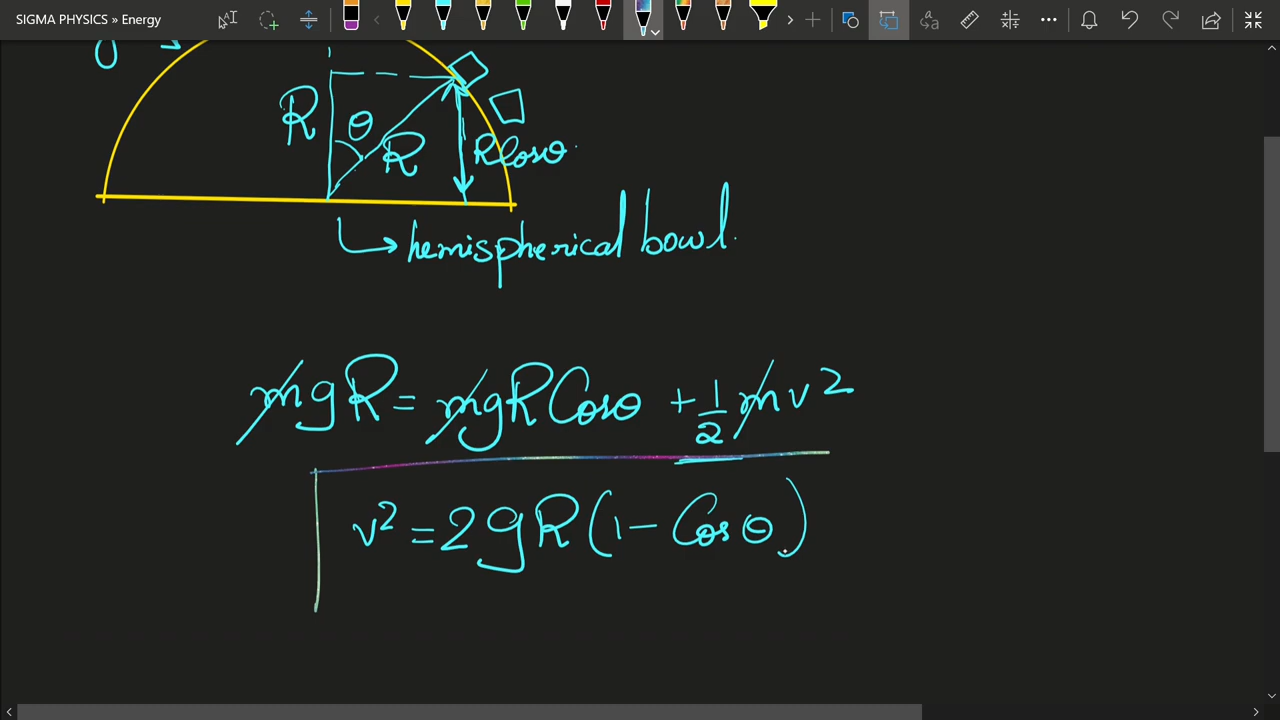 SIGMA PHYSICS » Energy
R θ R Rcosθ
hemispherical bowl.
mgR = mgRCosθ + 1/2 mv²
v² = 2gR(1 - Cosθ)